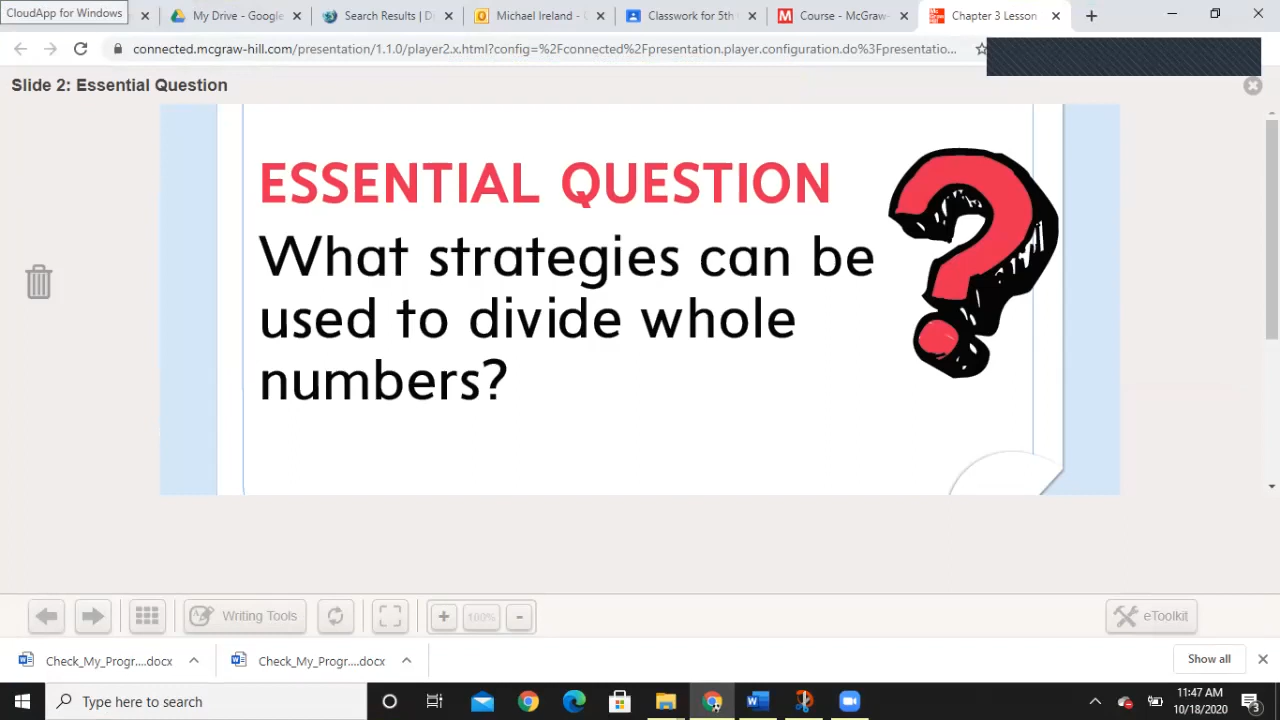 CloudApp for Windows
My Drive - Google
Search Results | D
Michael Ireland - 
Classwork for 5th
Course - McGraw-
Chapter 3 Lesson
connected.mcgraw-hill.com/presentation/1.1.0/player2.x.html?config=%2Fconnected%2Fpresentation.player.configuration.do%3Fpresentatio...
Slide 2: Essential Question
ESSENTIAL QUESTION
What strategies can be
used to divide whole
numbers?
Writing Tools
100%
eToolkit
Check_My_Progr....docx
Check_My_Progr....docx
Show all
Type here to search
11:47 AM
10/18/2020
3